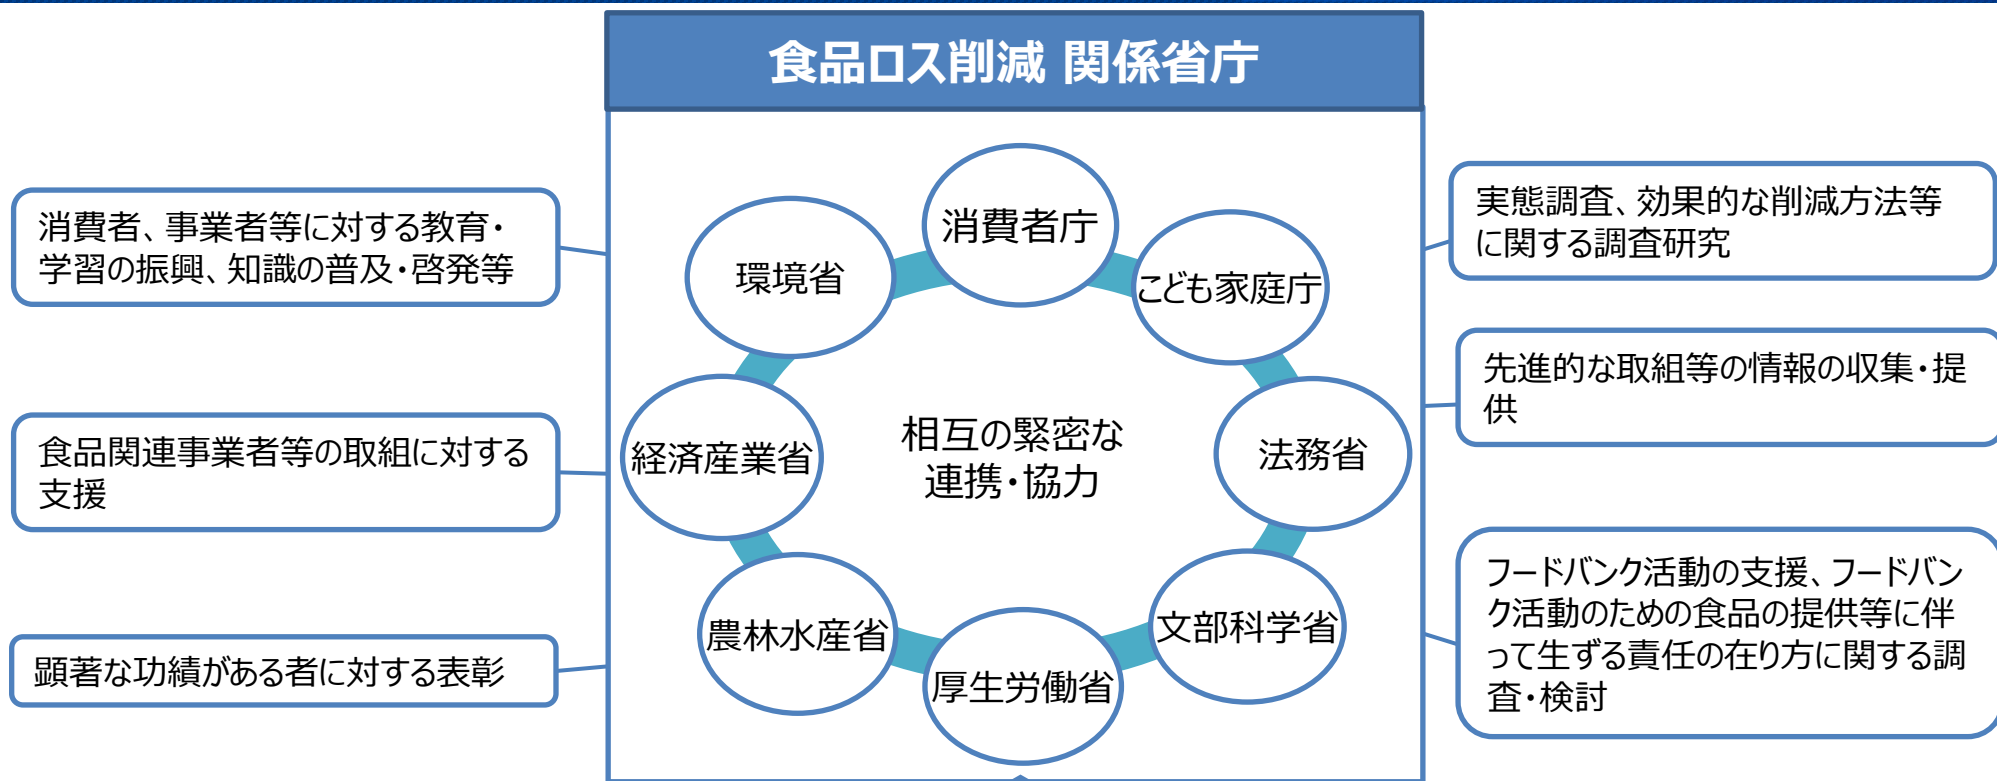 食品ロス削減 関係省庁
消費者、事業者等に対する教育・
学習の振興、知識の普及・啓発等
食品関連事業者等の取組に対する
支援
顕著な功績がある者に対する表彰
消費者庁
こども家庭庁
法務省
文部科学省
厚生労働省
農林水産省
経済産業省
環境省
相互の緊密な
連携・協力
実態調査、効果的な削減方法等
に関する調査研究
先進的な取組等の情報の収集・提
供
フードバンク活動の支援、フードバン
ク活動のための食品の提供等に伴
って生ずる責任の在り方に関する調
査・検討